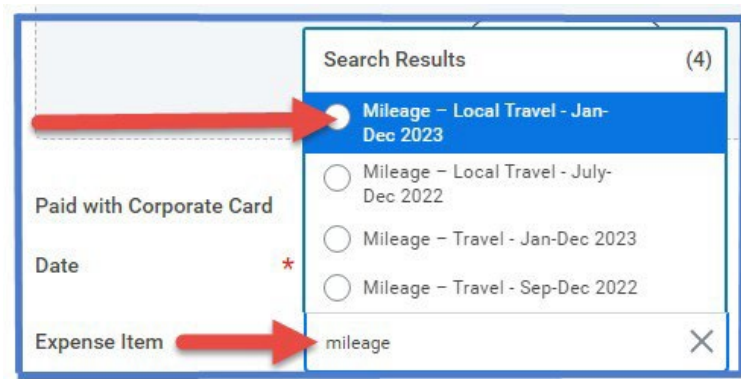 Search Results (4)
Mileage – Local Travel - Jan-
Dec 2023
Mileage – Local Travel - July-
Dec 2022
Paid with Corporate Card
Mileage – Travel - Jan-Dec 2023
Date *
Mileage – Travel - Sep-Dec 2022
Expense Item
mileage